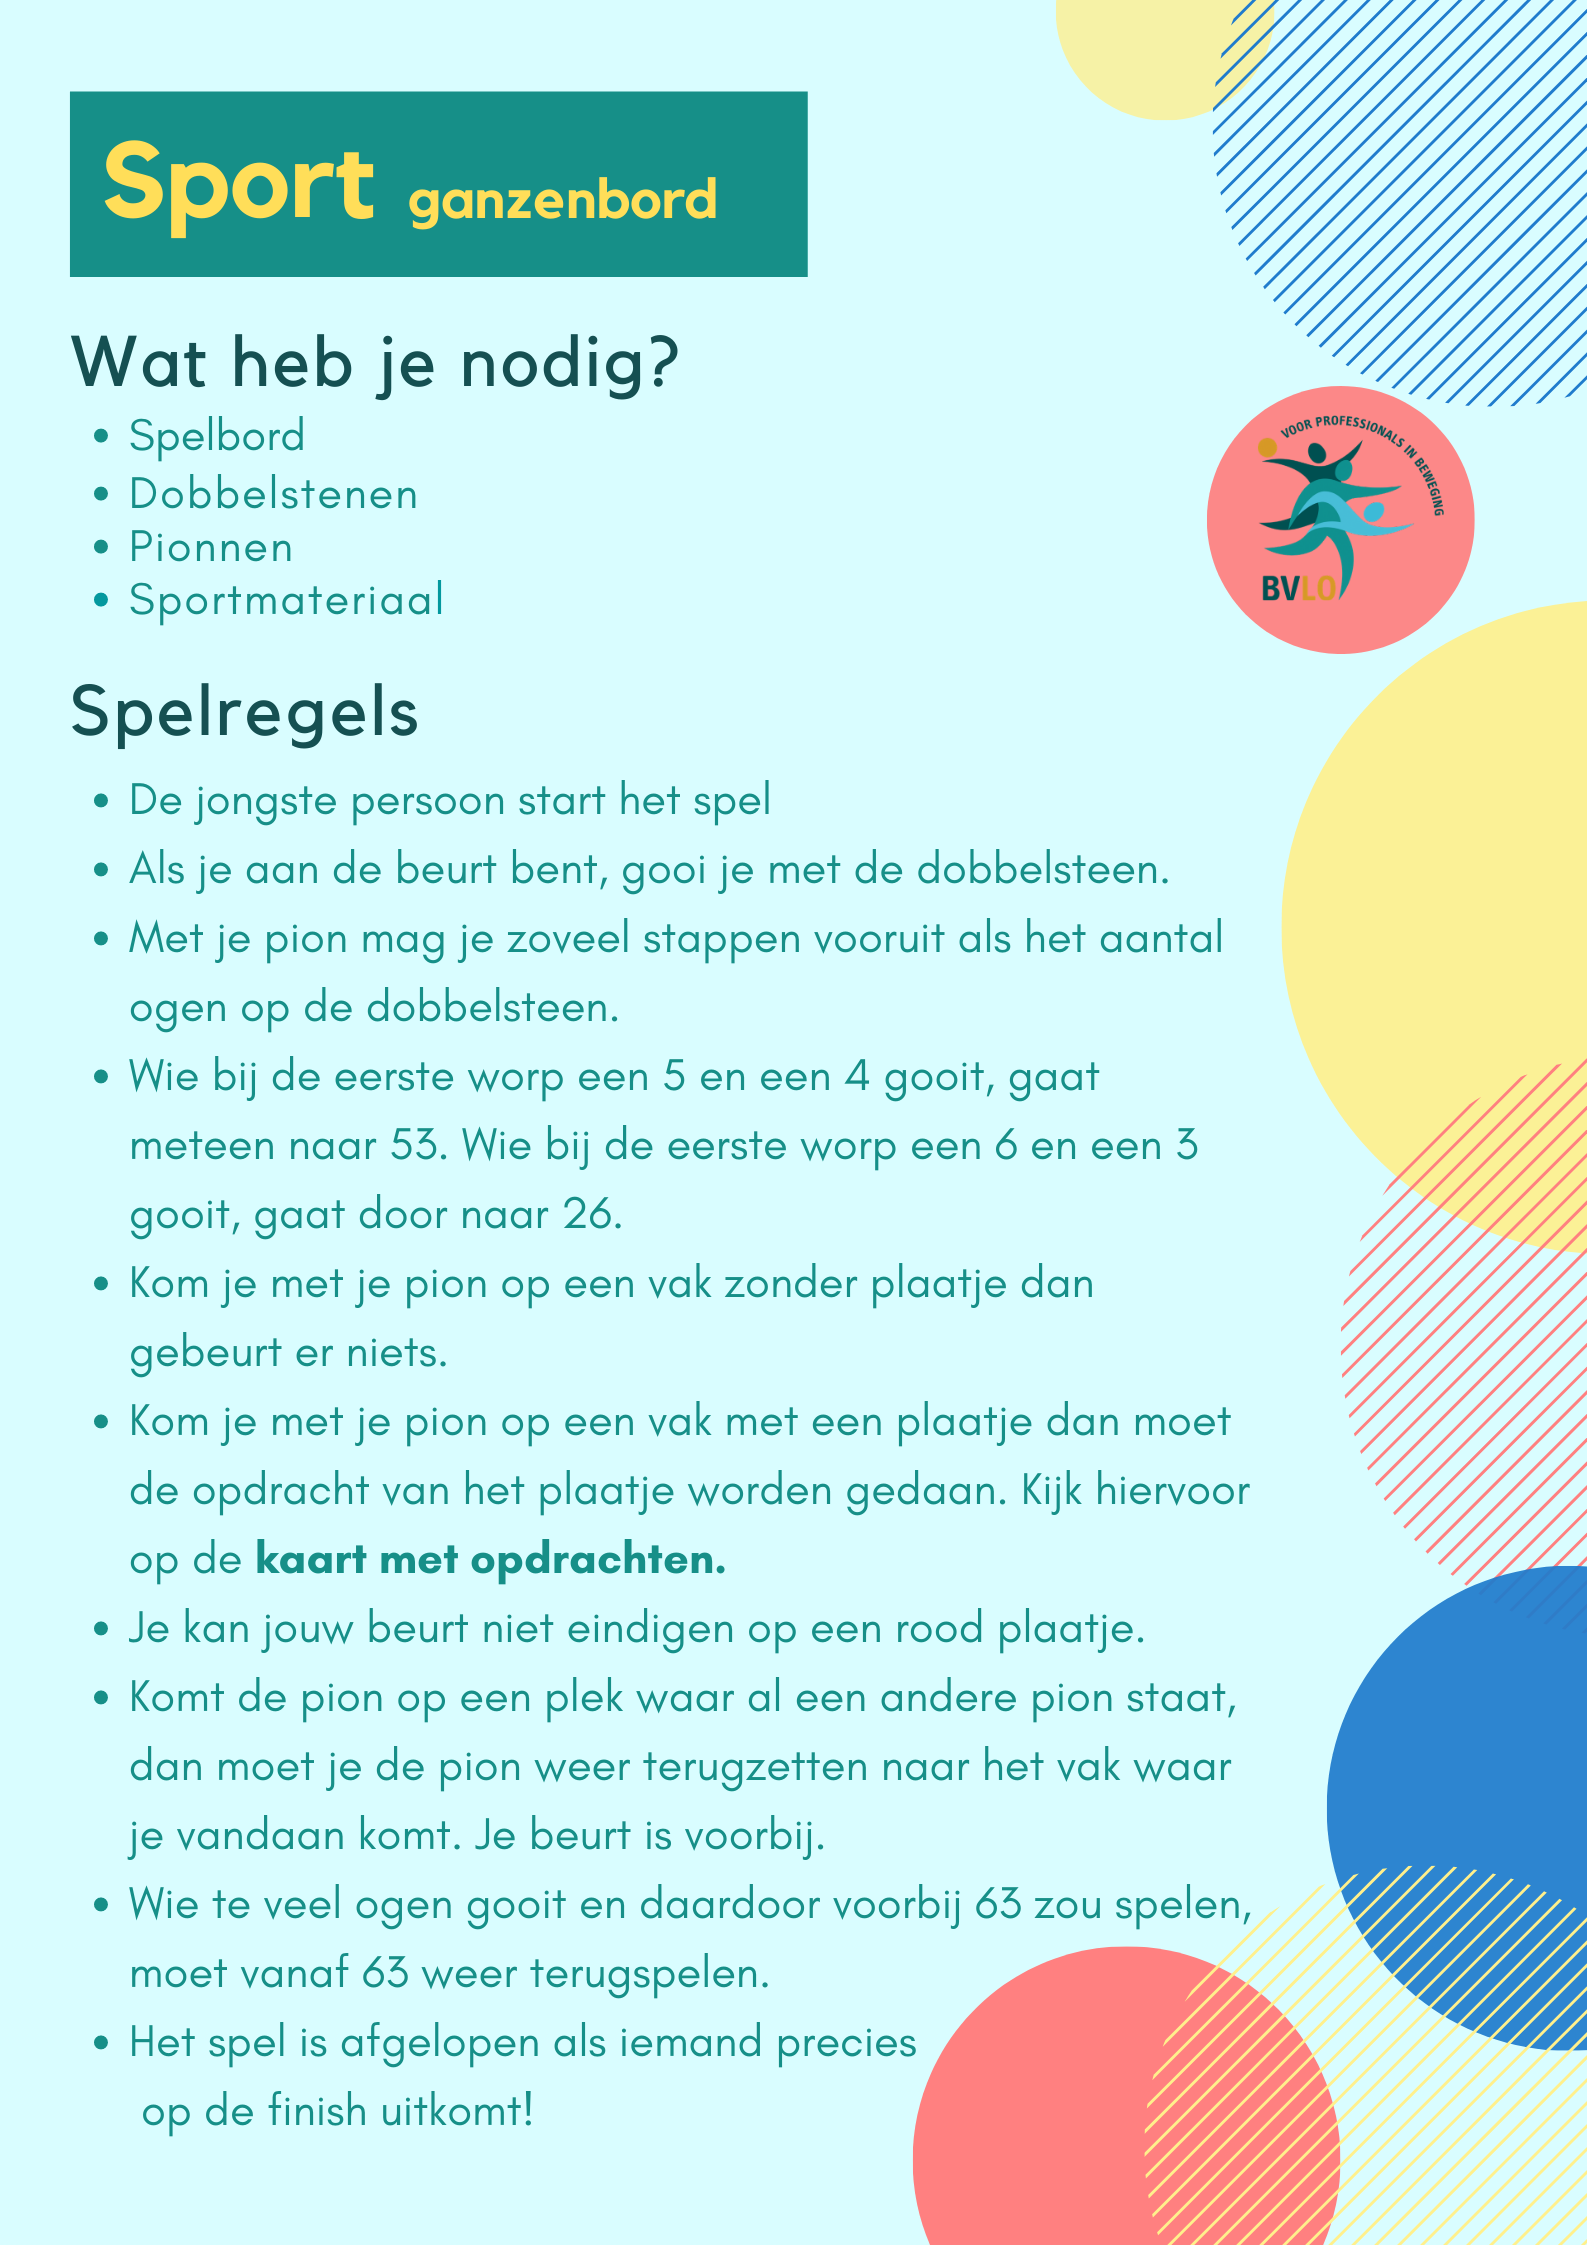 Sport ganzenbord
Wat heb je nodig?
• Spelbord
• Dobbelstenen
• Pionnen
• Sportmateriaal
VOOR PROFESSIONALS IN BEWEGING
BVLO
Spelregels
• De jongste persoon start het spel
• Als je aan de beurt bent, gooi je met de dobbelsteen.
• Met je pion mag je zoveel stappen vooruit als het aantal
ogen op de dobbelsteen.
• Wie bij de eerste worp een 5 en een 4 gooit, gaat
meteen naar 53. Wie bij de eerste worp een 6 en een 3
gooit, gaat door naar 26.
• Kom je met je pion op een vak zonder plaatje dan
gebeurt er niets.
• Kom je met je pion op een vak met een plaatje dan moet
de opdracht van het plaatje worden gedaan. Kijk hiervoor
op de kaart met opdrachten.
• Je kan jouw beurt niet eindigen op een rood plaatje.
• Komt de pion op een plek waar al een andere pion staat,
dan moet je de pion weer terugzetten naar het vak waar
je vandaan komt. Je beurt is voorbij.
• Wie te veel ogen gooit en daardoor voorbij 63 zou spelen,
moet vanaf 63 weer terugspelen.
• Het spel is afgelopen als iemand precies
op de finish uitkomt!